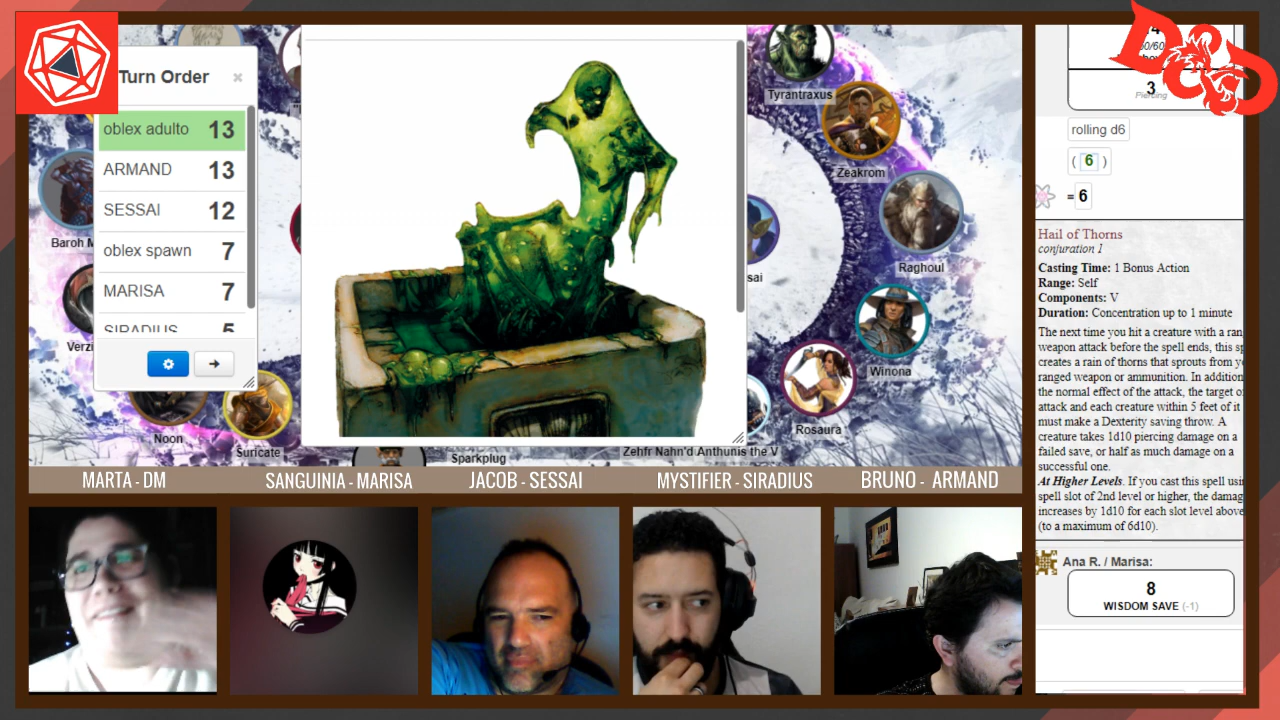 Turn Order ×
oblex adulto 13
ARMAND 13
SESSAI 12
oblex spawn 7
MARISA 7
SIRADIUS 5
Baroh M
Verzi
Noon
Suricate
Sparkplug
Zehfr Nahn'd Anthunis the V
Tyrantraxus
Zeakrom
Raghoul
sai
Winona
Rosaura
MARTA - DM
SANGUINIA - MARISA
JACOB - SESSAI
MYSTIFIER - SIRADIUS
BRUNO - ARMAND
3
Piercing
rolling d6
( 6 )
= 6
Hail of Thorns
conjuration 1
Casting Time: 1 Bonus Action
Range: Self
Components: V
Duration: Concentration up to 1 minute
The next time you hit a creature with a ran
weapon attack before the spell ends, this sp
creates a rain of thorns that sprouts from yo
ranged weapon or ammunition. In addition
the normal effect of the attack, the target o
attack and each creature within 5 feet of it
must make a Dexterity saving throw. A
creature takes 1d10 piercing damage on a
failed save, or half as much damage on a
successful one.
At Higher Levels. If you cast this spell usin
spell slot of 2nd level or higher, the damag
increases by 1d10 for each slot level above
(to a maximum of 6d10).
Ana R. / Marisa:
8
WISDOM SAVE (-1)